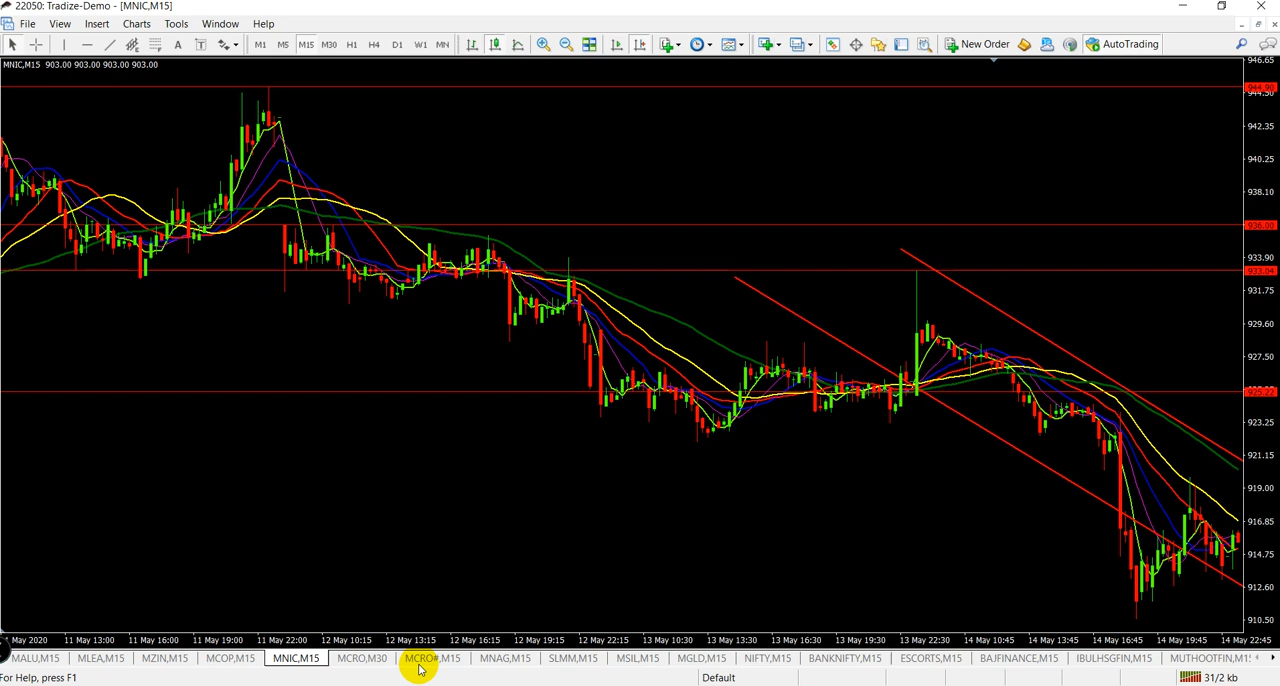 22050: Tradize-Demo - [MNIC,M15]
File View Insert Charts Tools Window Help
A T M1 M5 M15 M30 H1 H4 D1 W1 MN New Order AutoTrading
MNIC,M15 903.00 903.00 903.00 903.00
946.65
944.90
944.50
942.35
940.25
938.10
936.00
933.90
933.04
931.75
929.60
927.50
925.22
923.25
921.15
919.00
916.85
914.75
912.60
910.50
May 2020 11 May 13:00 11 May 16:00 11 May 19:00 11 May 22:00 12 May 10:15 12 May 13:15 12 May 16:15 12 May 19:15 12 May 22:15 13 May 10:30 13 May 13:30 13 May 16:30 13 May 19:30 13 May 22:30 14 May 10:45 14 May 13:45 14 May 16:45 14 May 19:45 14 May 22:45
MALU,M15 MLEA,M15 MZIN,M15 MCOP,M15 MNIC,M15 MCRO,M30 MCRO#,M15 MNAG,M15 SLMM,M15 MSIL,M15 MGLD,M15 NIFTY,M15 BANKNIFTY,M15 ESCORTS,M15 BAJFINANCE,M15 IBULHSGFIN,M15 MUTHOOTFIN,M15
For Help, press F1 Default 31/2 kb